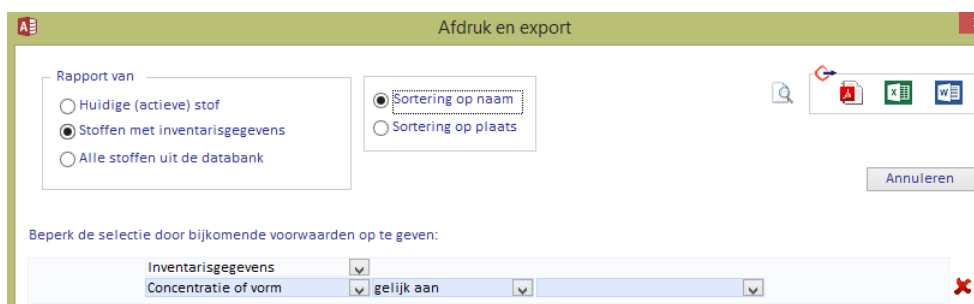 Afdruk en export
Rapport van
Huidige (actieve) stof
Stoffen met inventarisgegevens
Alle stoffen uit de databank
Sortering op naam
Sortering op plaats
Annuleren
Beperk de selectie door bijkomende voorwaarden op te geven:
Inventarisgegevens
Concentratie of vorm gelijk aan